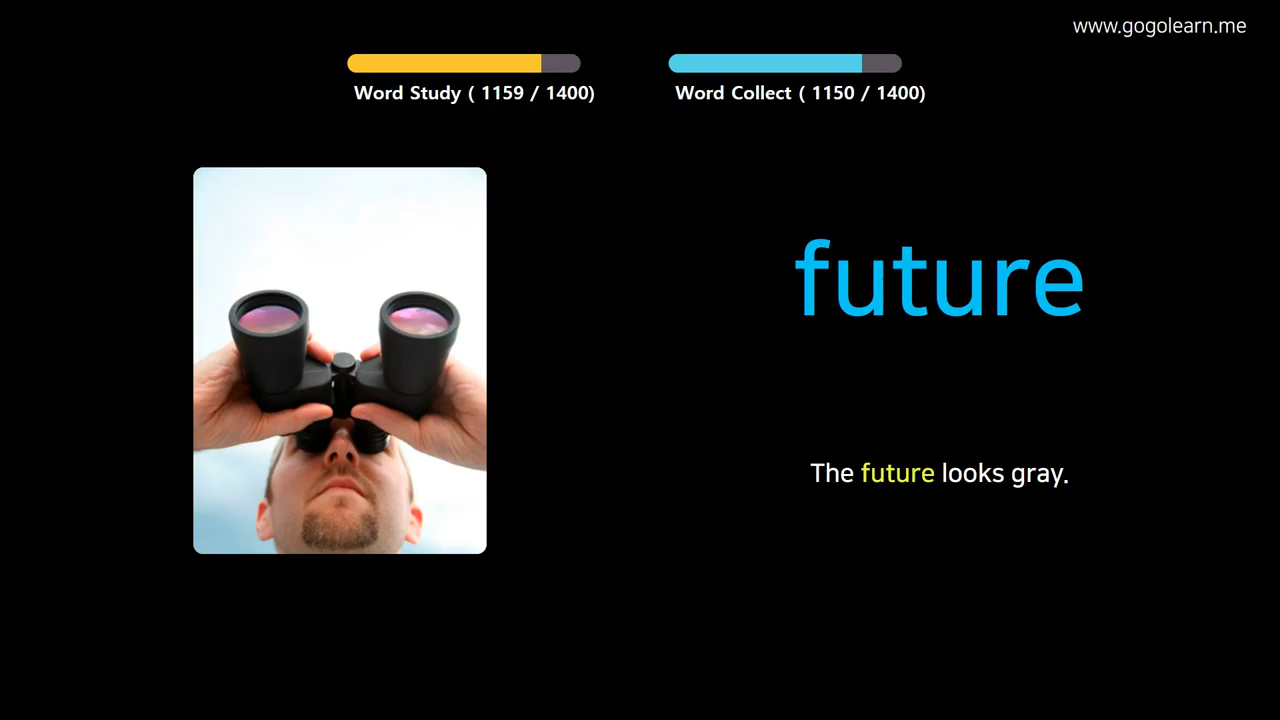 www.gogolearn.me
Word Study ( 1159 / 1400)
Word Collect ( 1150 / 1400)
future
The future looks gray.